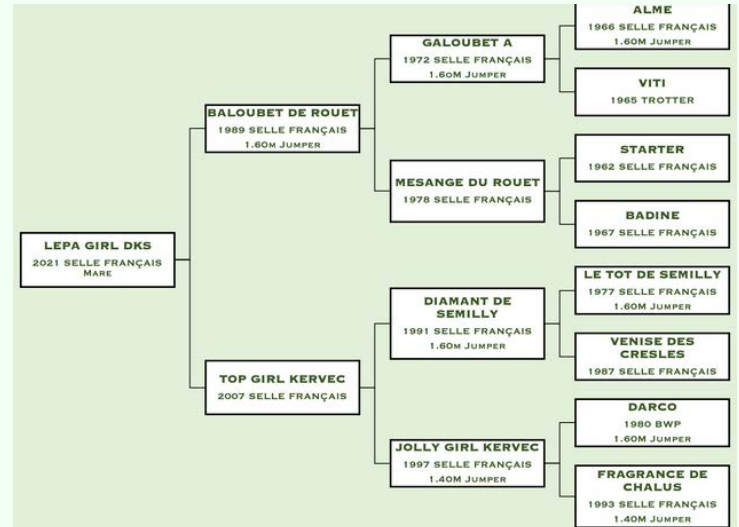 LEPA GIRL DKS
2021 SELLE FRANÇAIS
MARE
BALOUBET DE ROUET
1989 SELLE FRANÇAIS
1.60M JUMPER
TOP GIRL KERVEC
2007 SELLE FRANÇAIS
GALOUBET A
1972 SELLE FRANÇAIS
1.60M JUMPER
MESANGE DU ROUET
1978 SELLE FRANÇAIS
DIAMANT DE
SEMILLY
1991 SELLE FRANÇAIS
1.60M JUMPER
JOLLY GIRL KERVEC
1997 SELLE FRANÇAIS
1.40M JUMPER
ALME
1966 SELLE FRANÇAIS
1.60M JUMPER
VITI
1965 TROTTER
STARTER
1962 SELLE FRANÇAIS
BADINE
1967 SELLE FRANÇAIS
LE TOT DE SEMILLY
1977 SELLE FRANÇAIS
1.60M JUMPER
VENISE DES
CRESLES
1987 SELLE FRANÇAIS
DARCO
1980 BWP
1.60M JUMPER
FRAGRANCE DE
CHALUS
1993 SELLE FRANÇAIS
1.40M JUMPER